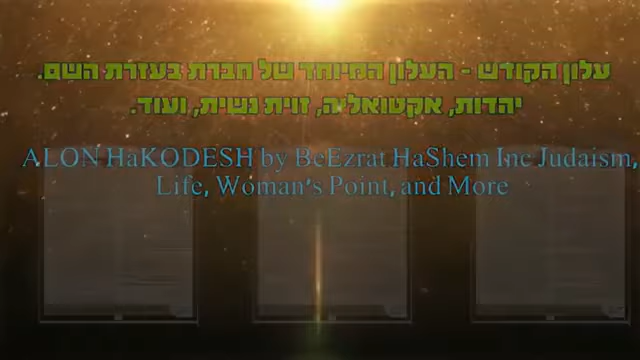 עלון הקודש - העלון המיוחד של חברת בעזרת השם.
יהדות, אקטואליה, זוית נשית, ועוד.
ALON HaKODESH by BeEzrat HaShem Inc Judaism,
Life, Woman's Point, and More